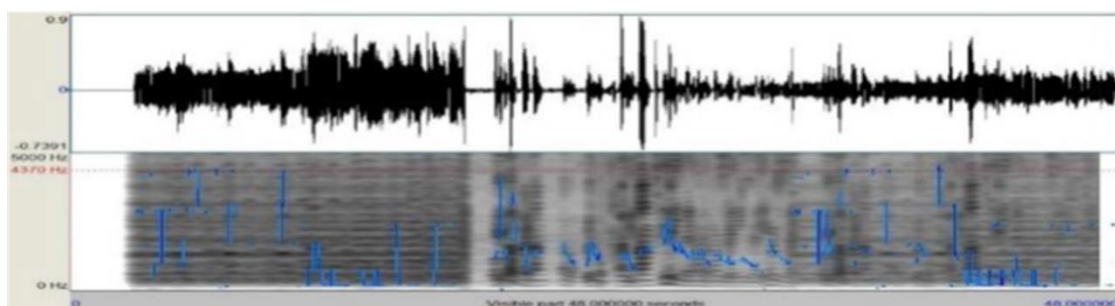 0.9
0
-0.7391
5000 Hz
4370 Hz
0 Hz
0 Visible part 48.000000 seconds 48.000000